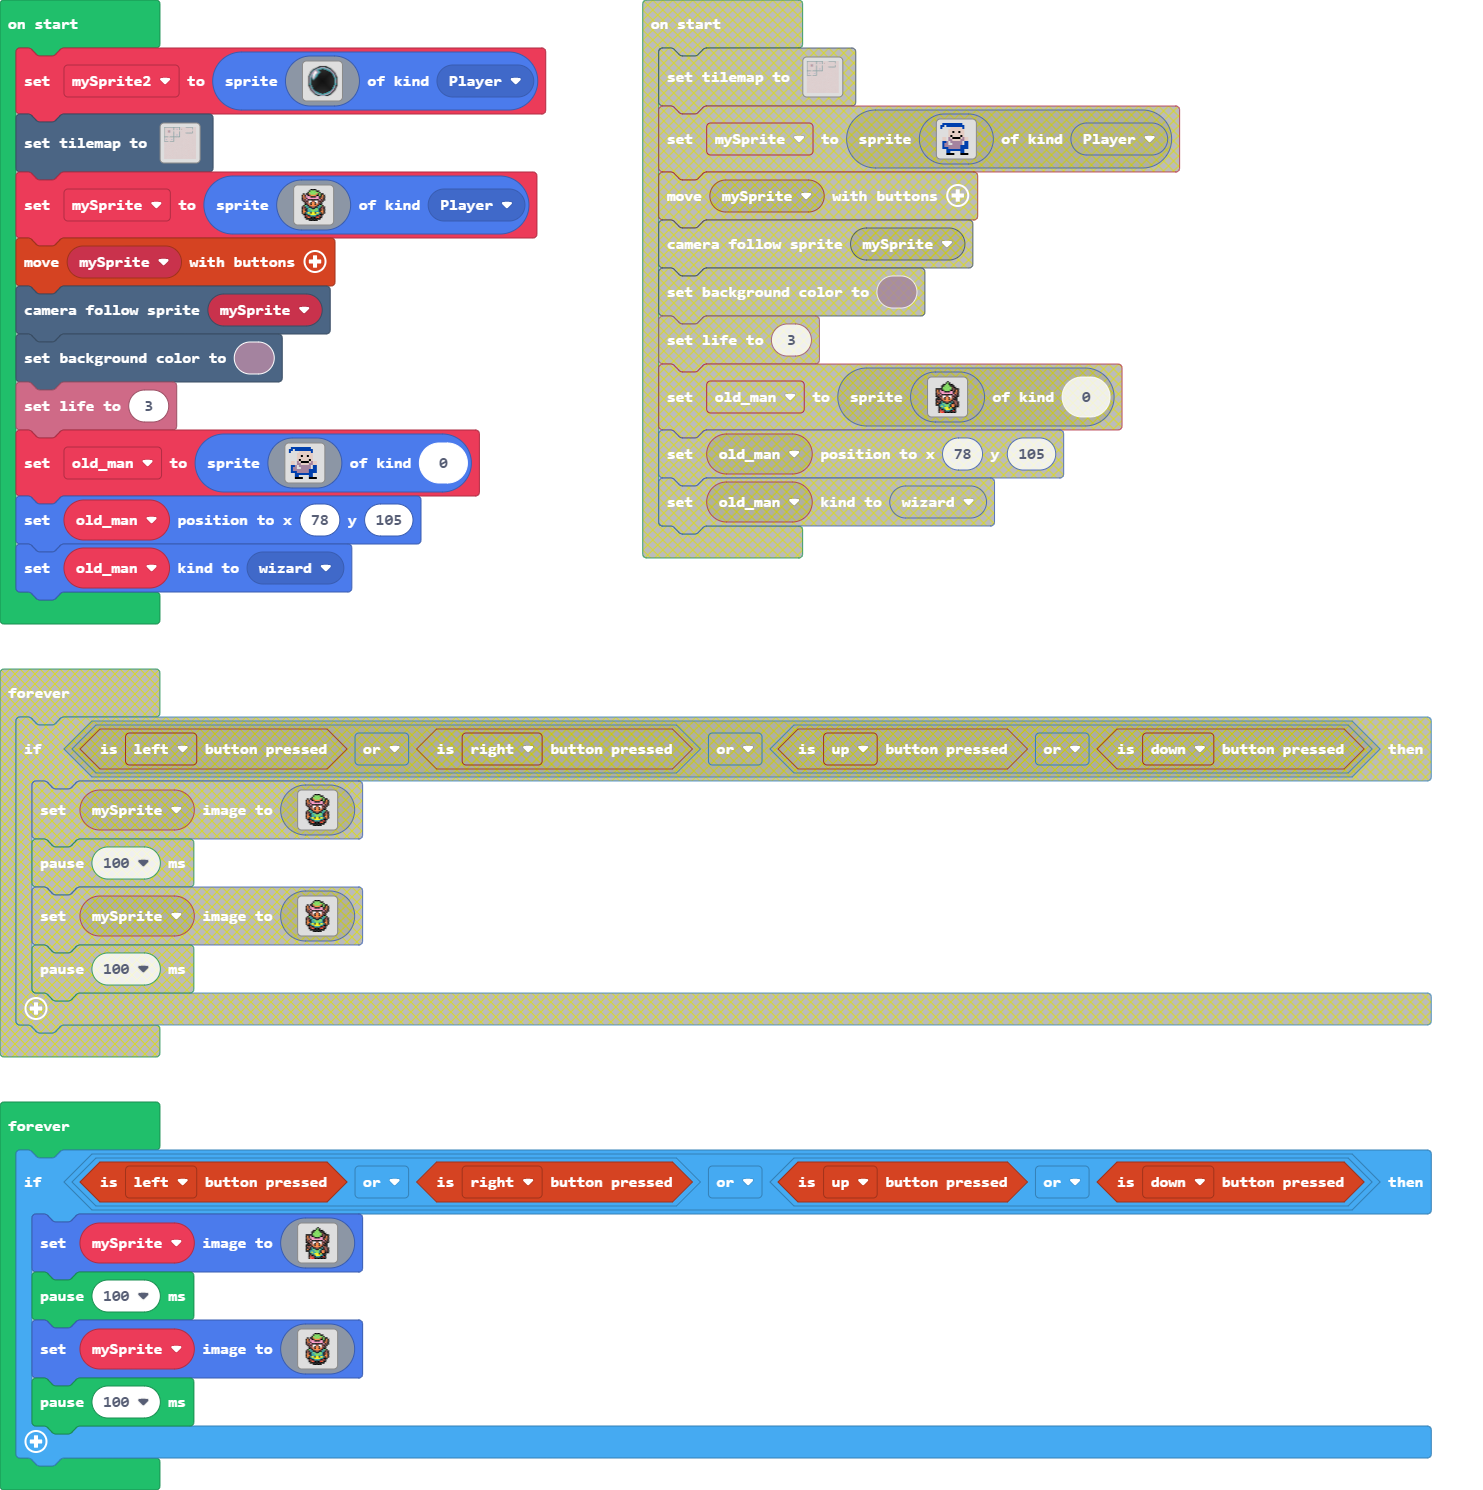 on start
set mySprite2 to sprite of kind Player
set tilemap to
set mySprite to sprite of kind Player
move mySprite with buttons
camera follow sprite mySprite
set background color to
set life to 3
set old_man to sprite of kind 0
set old_man position to x 78 y 105
set old_man kind to wizard
on start
set tilemap to
set mySprite to sprite of kind Player
move mySprite with buttons
camera follow sprite mySprite
set background color to
set life to 3
set old_man to sprite of kind 0
set old_man position to x 78 y 105
set old_man kind to wizard
forever
if is left button pressed or is right button pressed or is up button pressed or is down button pressed then
set mySprite image to
pause 100 ms
set mySprite image to
pause 100 ms
forever
if is left button pressed or is right button pressed or is up button pressed or is down button pressed then
set mySprite image to
pause 100 ms
set mySprite image to
pause 100 ms